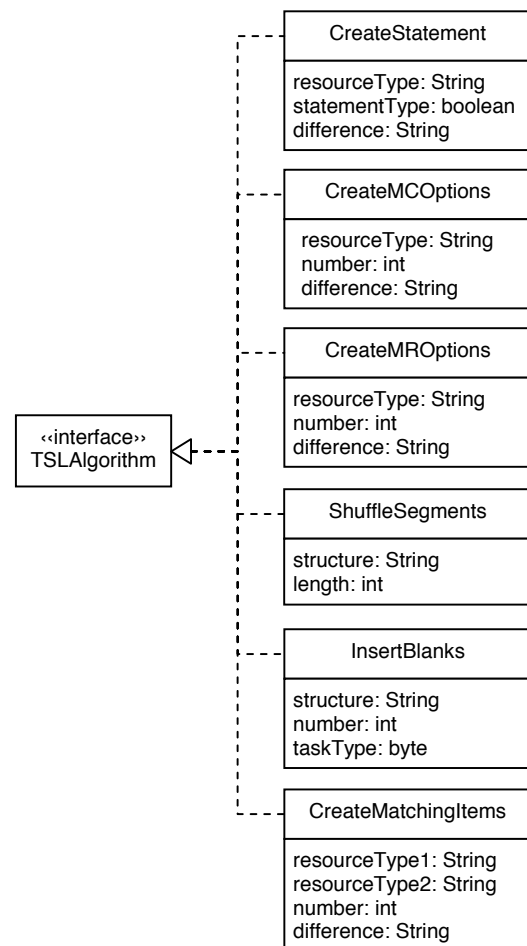 CreateStatement
resourceType: String
statementType: boolean
difference: String
CreateMCOptions
resourceType: String
number: int
difference: String
CreateMROptions
resourceType: String
number: int
difference: String
‹‹interface››
TSLAlgorithm
ShuffleSegments
structure: String
length: int
InsertBlanks
structure: String
number: int
taskType: byte
CreateMatchingItems
resourceType1: String
resourceType2: String
number: int
difference: String